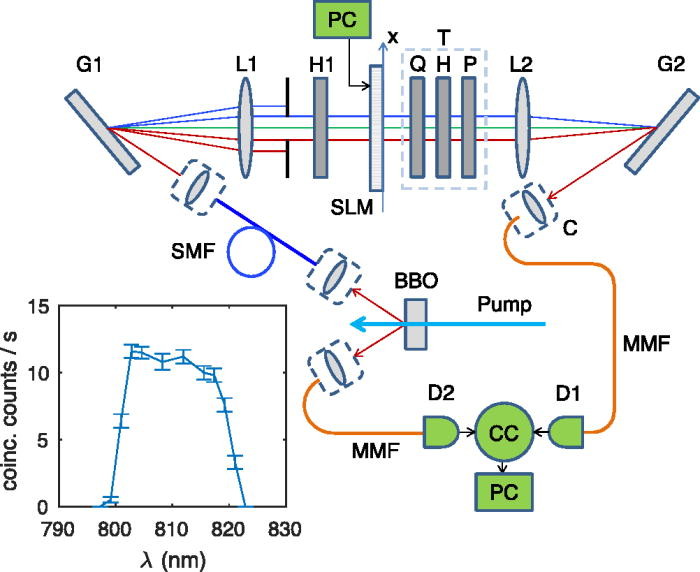 PC
x
T
G1
L1
H1
Q H P
L2
G2
SLM
C
SMF
BBO
Pump
MMF
D2
D1
CC
MMF
PC
15
10
5
0
790 800 810 820 830
coinc. counts / s
λ (nm)